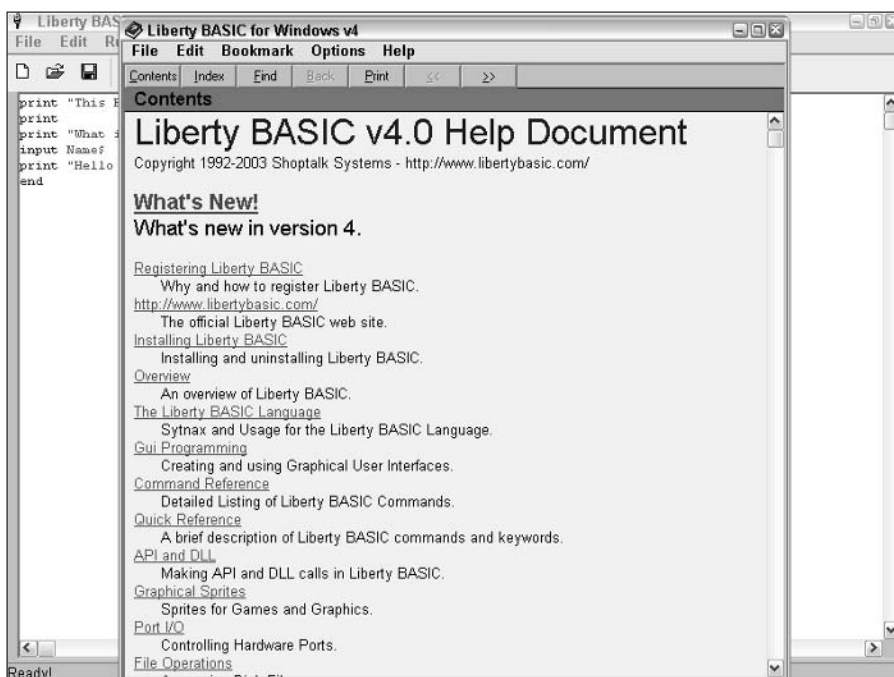 Liberty BAS
File Edit Ru
print "This
print
print "What
input Name$
print "Hello
end
Ready!
Liberty BASIC for Windows v4
File Edit Bookmark Options Help
Contents Index Find Back Print << >>
Contents
Liberty BASIC v4.0 Help Document
Copyright 1992-2003 Shoptalk Systems - http://www.libertybasic.com/
What's New!
What's new in version 4.
Registering Liberty BASIC
Why and how to register Liberty BASIC.
http://www.libertybasic.com/
The official Liberty BASIC web site.
Installing Liberty BASIC
Installing and uninstalling Liberty BASIC.
Overview
An overview of Liberty BASIC.
The Liberty BASIC Language
Sytnax and Usage for the Liberty BASIC Language.
Gui Programming
Creating and using Graphical User Interfaces.
Command Reference
Detailed Listing of Liberty BASIC Commands.
Quick Reference
A brief description of Liberty BASIC commands and keywords.
API and DLL
Making API and DLL calls in Liberty BASIC.
Graphical Sprites
Sprites for Games and Graphics.
Port I/O
Controlling Hardware Ports.
File Operations